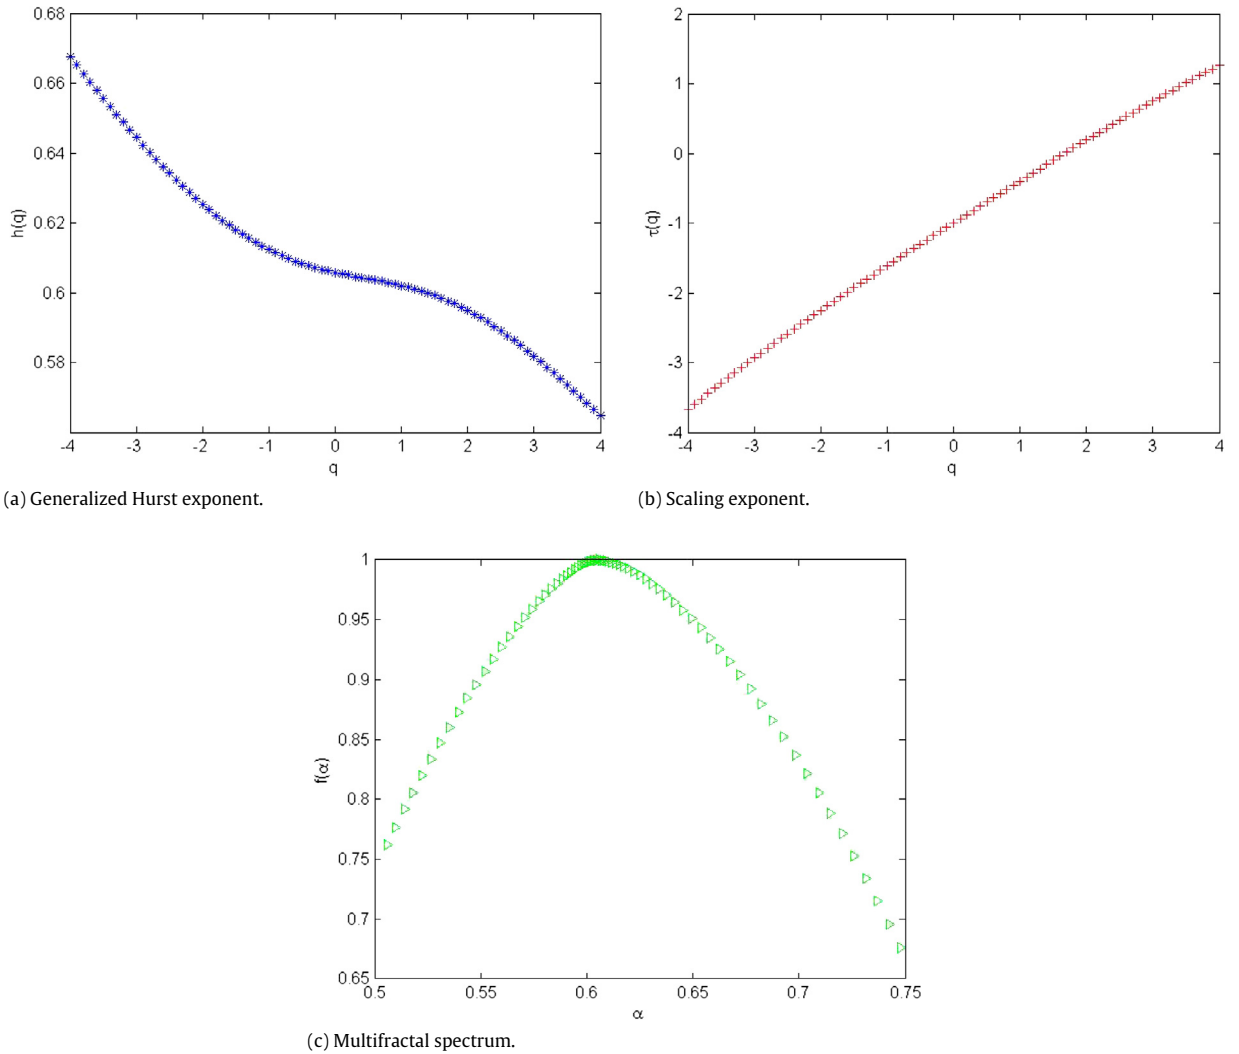 0.68
0.66
0.64
0.62
0.6
0.58
h(q)
-4 -3 -2 -1 0 1 2 3 4
q
(a) Generalized Hurst exponent.
2
1
0
-1
-2
-3
-4
τ(q)
-4 -3 -2 -1 0 1 2 3 4
q
(b) Scaling exponent.
1
0.95
0.9
0.85
0.8
0.75
0.7
0.65
f(α)
0.5 0.55 0.6 0.65 0.7 0.75
α
(c) Multifractal spectrum.